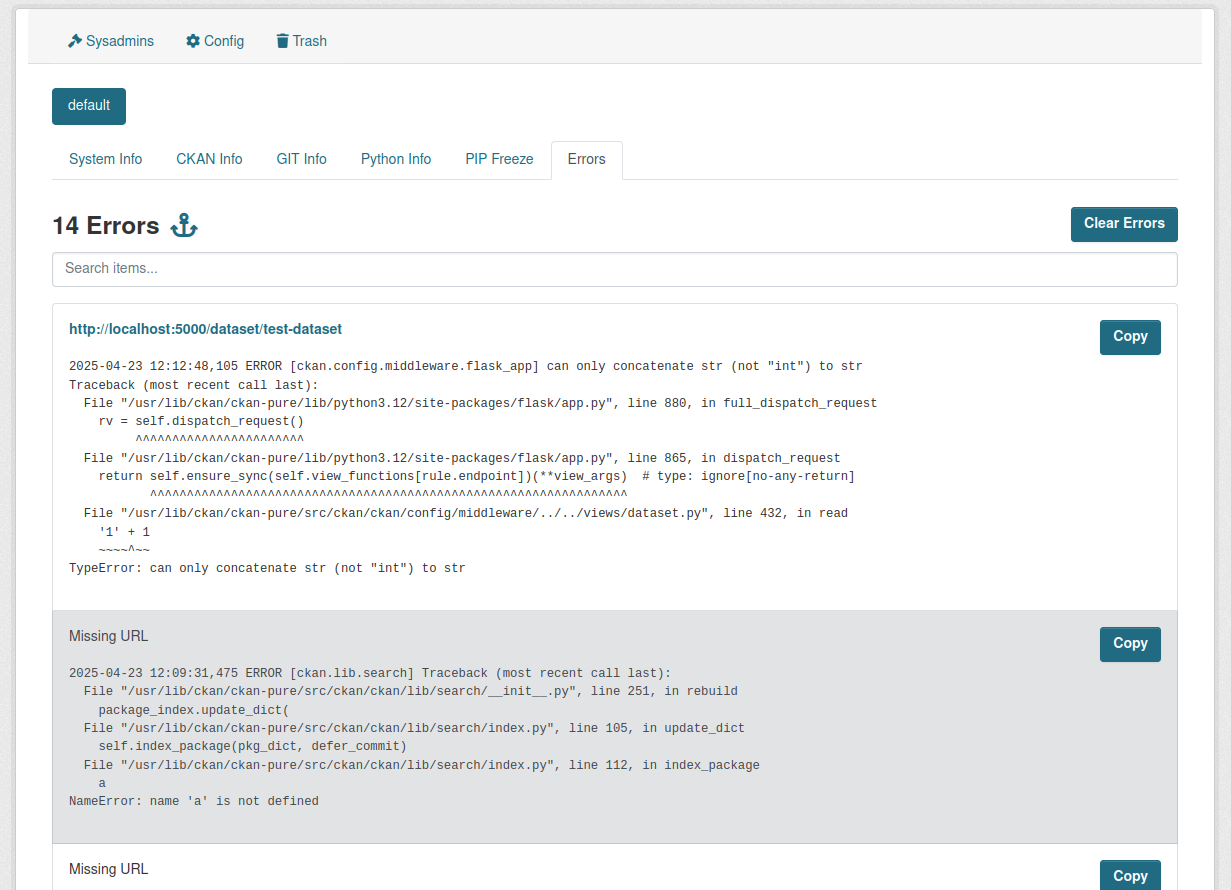 Sysadmins Config Trash
default
System Info CKAN Info GIT Info Python Info PIP Freeze Errors
14 Errors
Clear Errors
Search items...
http://localhost:5000/dataset/test-dataset
Copy
2025-04-23 12:12:48,105 ERROR [ckan.config.middleware.flask_app] can only concatenate str (not "int") to str
Traceback (most recent call last):
  File "/usr/lib/ckan/ckan-pure/lib/python3.12/site-packages/flask/app.py", line 880, in full_dispatch_request
    rv = self.dispatch_request()
         ^^^^^^^^^^^^^^^^^^^^^^^
  File "/usr/lib/ckan/ckan-pure/lib/python3.12/site-packages/flask/app.py", line 865, in dispatch_request
    return self.ensure_sync(self.view_functions[rule.endpoint])(**view_args)  # type: ignore[no-any-return]
           ^^^^^^^^^^^^^^^^^^^^^^^^^^^^^^^^^^^^^^^^^^^^^^^^^^^^^^^^^^^^^^^^^
  File "/usr/lib/ckan/ckan-pure/src/ckan/ckan/config/middleware/../../views/dataset.py", line 432, in read
    '1' + 1
    ~~~~^~~
TypeError: can only concatenate str (not "int") to str
Missing URL
Copy
2025-04-23 12:09:31,475 ERROR [ckan.lib.search] Traceback (most recent call last):
  File "/usr/lib/ckan/ckan-pure/src/ckan/ckan/lib/search/__init__.py", line 251, in rebuild
    package_index.update_dict(
  File "/usr/lib/ckan/ckan-pure/src/ckan/ckan/lib/search/index.py", line 105, in update_dict
    self.index_package(pkg_dict, defer_commit)
  File "/usr/lib/ckan/ckan-pure/src/ckan/ckan/lib/search/index.py", line 112, in index_package
    a
NameError: name 'a' is not defined
Missing URL
Copy